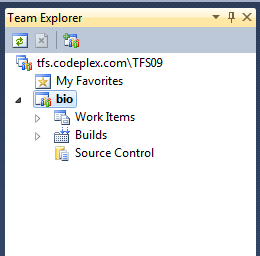 Team Explorer
tfs.codeplex.com\TFS09
My Favorites
bio
Work Items
Builds
Source Control